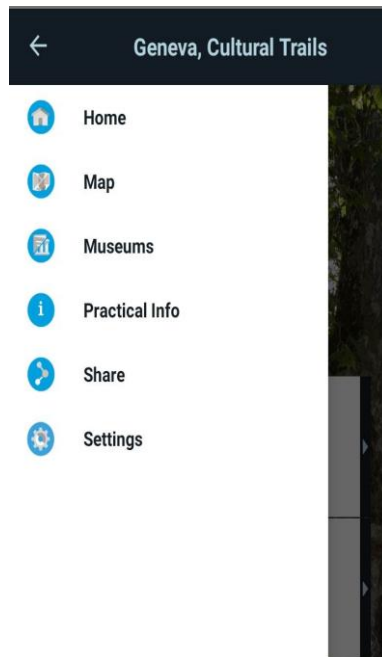 Geneva, Cultural Trails
Home
Map
Museums
Practical Info
Share
Settings